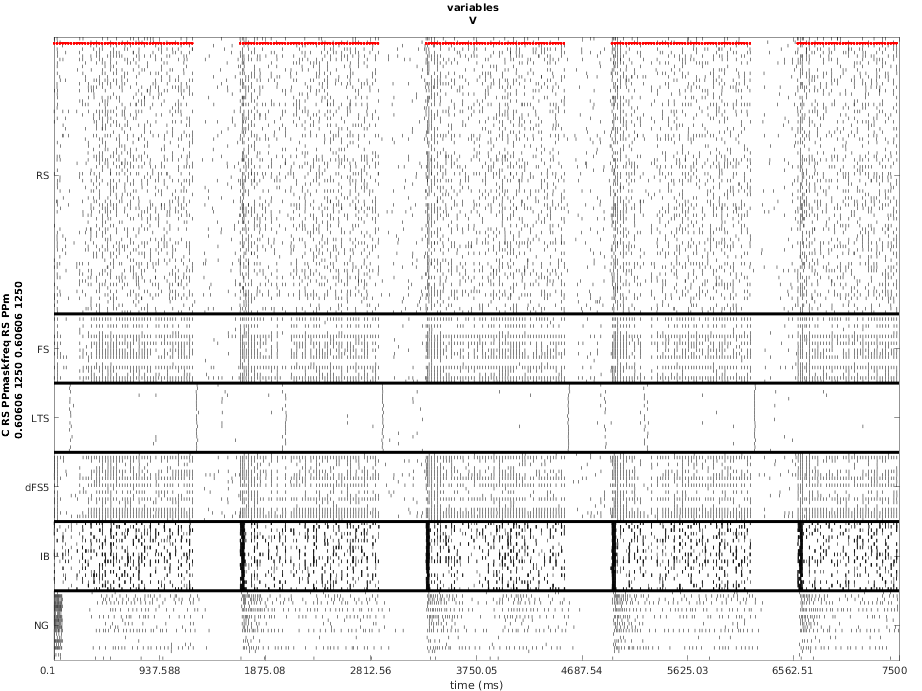 variables
V
C RS PPmaskfreq RS PPm
0.60606 1250 0.60606 1250
RS
FS
LTS
dFS5
IB
NG
0.1 937.588 1875.08 2812.56 3750.05 4687.54 5625.03 6562.51 7500
time (ms)